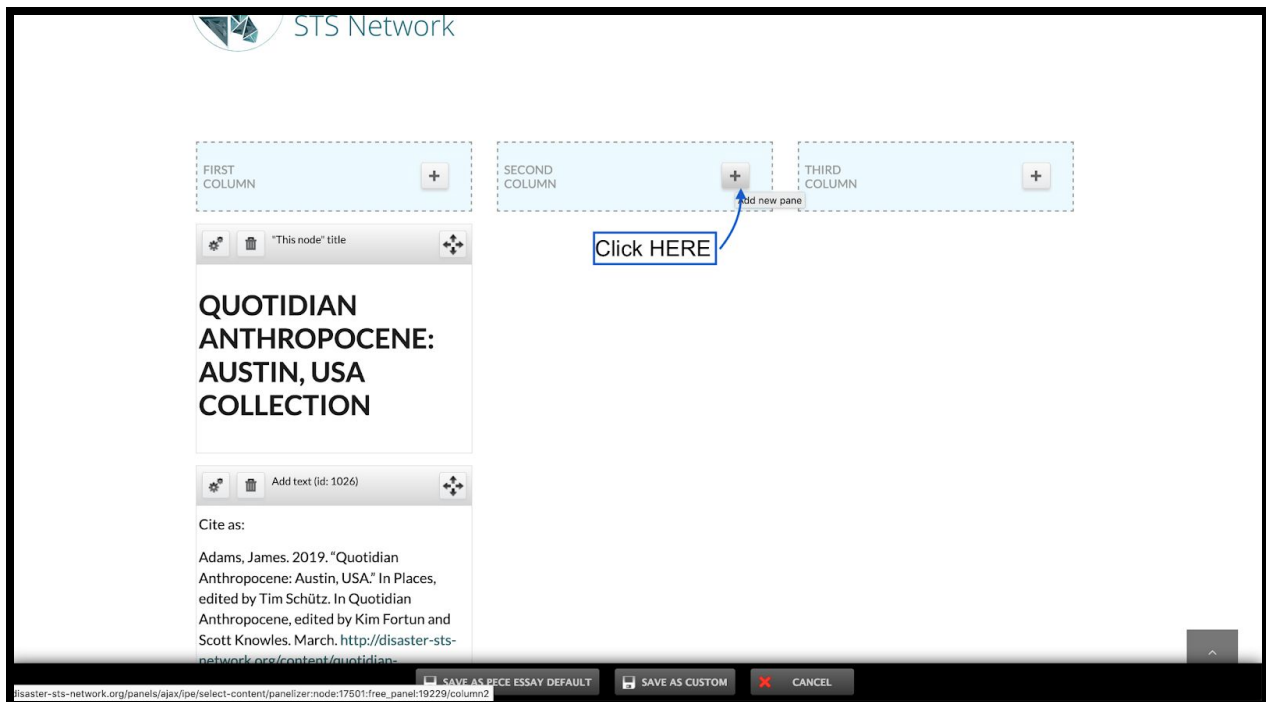 STS Network
FIRST
COLUMN
+
SECOND
COLUMN
+
Add new pane
THIRD
COLUMN
+
Click HERE
"This node" title
QUOTIDIAN
ANTHROPOCENE:
AUSTIN, USA
COLLECTION
Add text (id: 1026)
Cite as:
Adams, James. 2019. “Quotidian
Anthropocene: Austin, USA.” In Places,
edited by Tim Schütz. In Quotidian
Anthropocene, edited by Kim Fortun and
Scott Knowles. March. http://disaster-sts-
network.org/content/quotidian-
SAVE AS PECE ESSAY DEFAULT
SAVE AS CUSTOM
CANCEL
disaster-sts-network.org/panels/ajax/ipe/select-content/panelizer:node:17501:free_panel:19229/column2